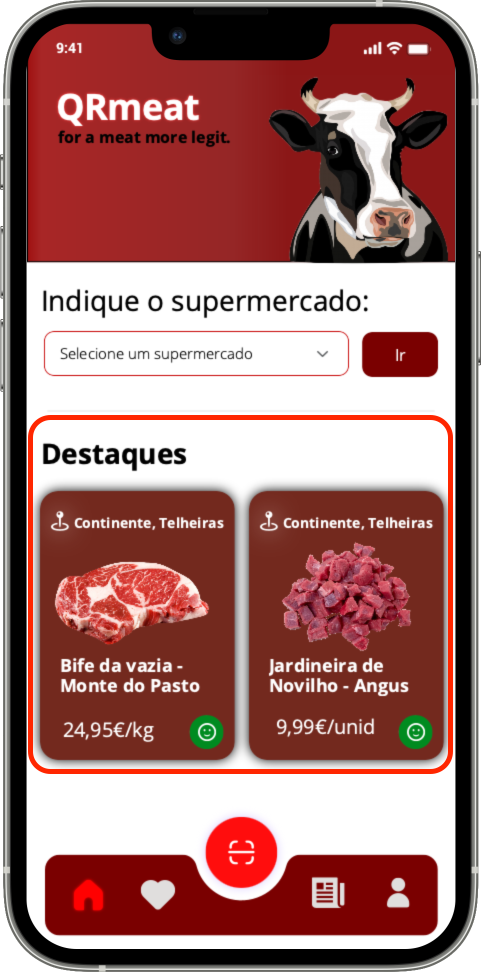 9:41
QRmeat
for a meat more legit.
Indique o supermercado:
Selecione um supermercado
Ir
Destaques
Continente, Telheiras
Bife da vazia -
Monte do Pasto
24,95€/kg
Continente, Telheiras
Jardineira de
Novilho - Angus
9,99€/unid